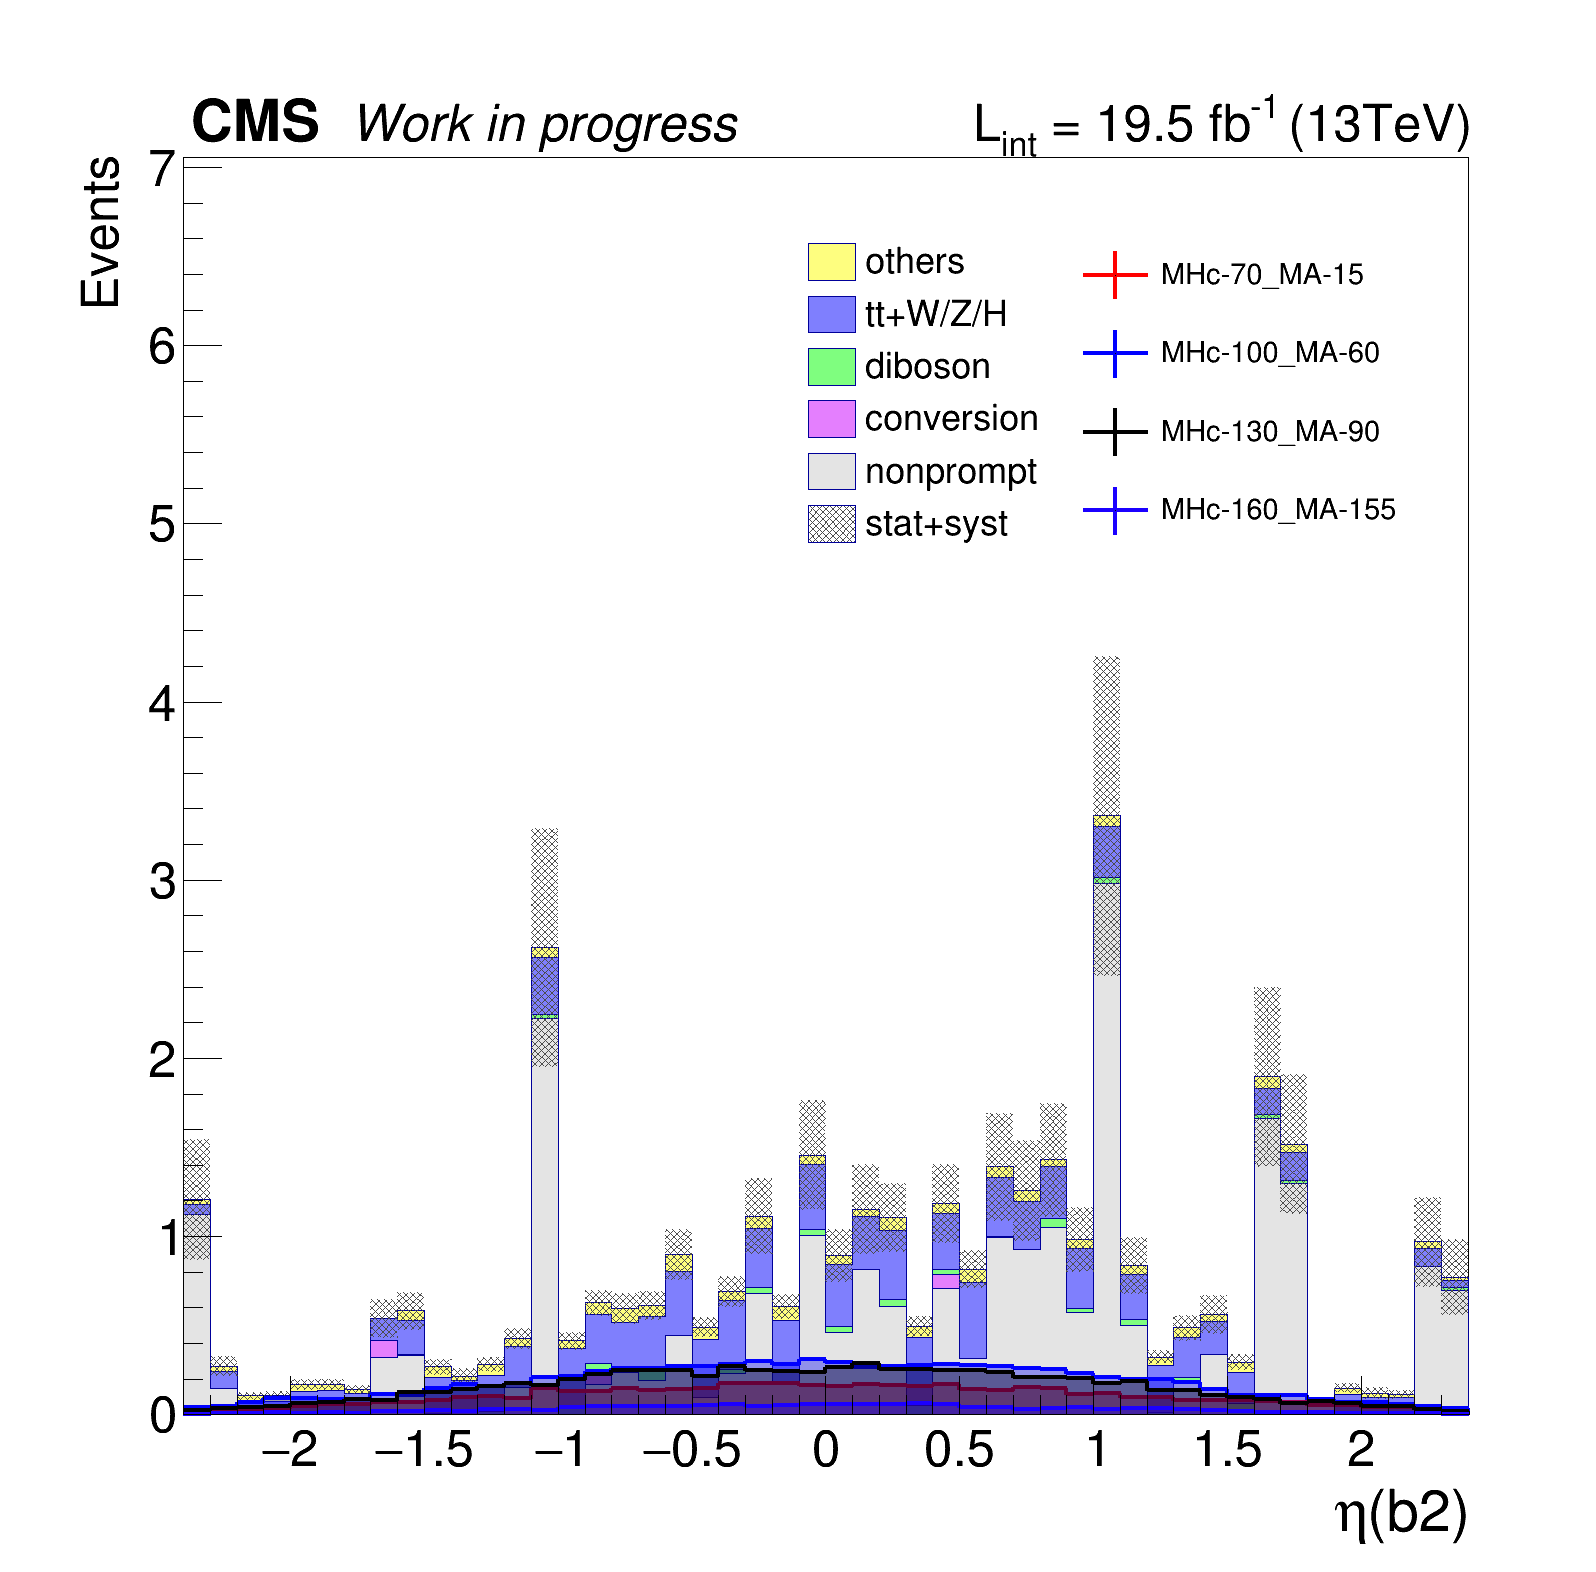 CMS Work in progress
L_int = 19.5 fb^-1 (13TeV)
Events
7
6
5
4
3
2
1
0
others
tt+W/Z/H
diboson
conversion
nonprompt
stat+syst
MHc-70_MA-15
MHc-100_MA-60
MHc-130_MA-90
MHc-160_MA-155
−2 −1.5 −1 −0.5 0 0.5 1 1.5 2
η(b2)